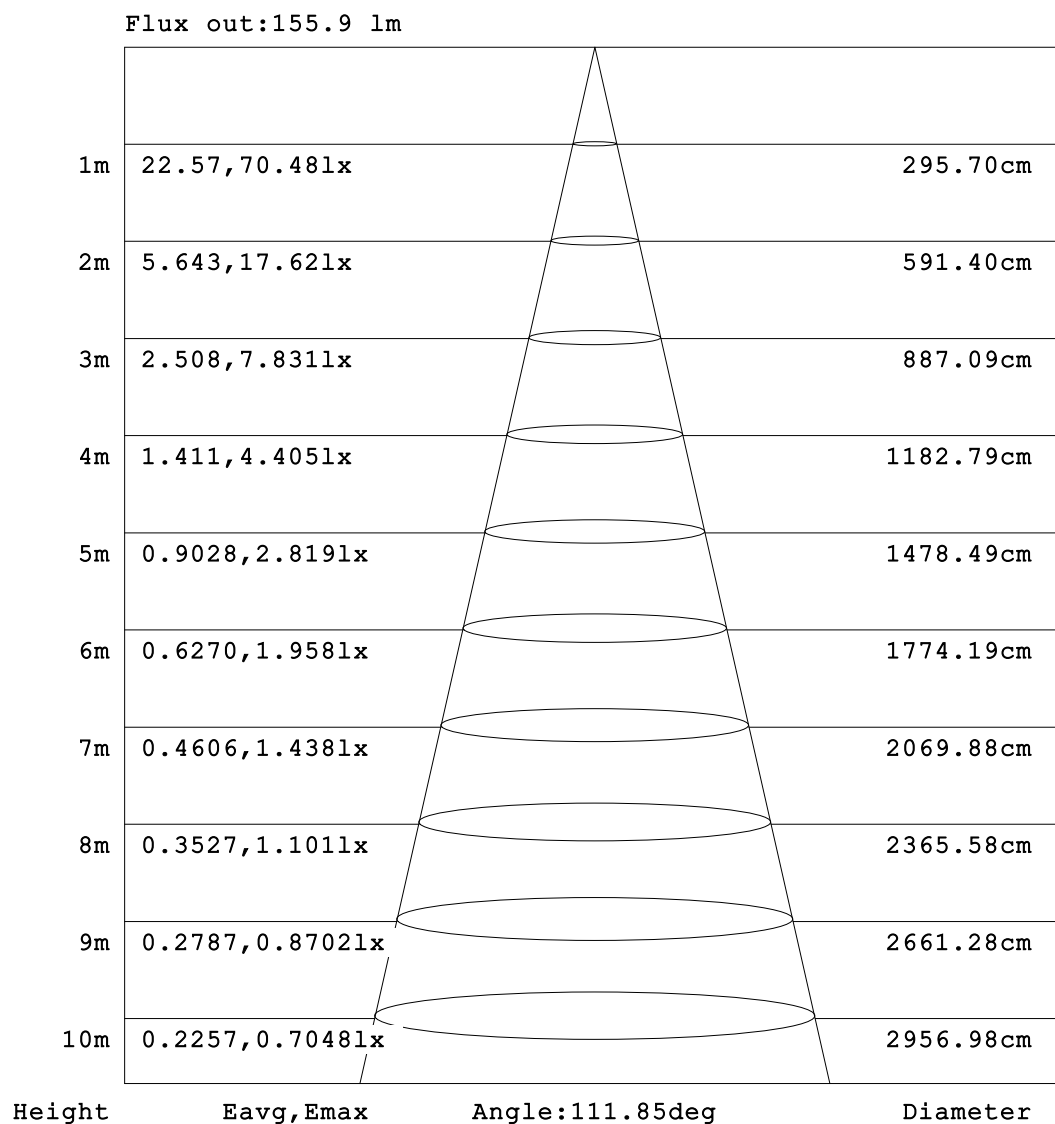 Flux out:155.9 lm
1m 22.57,70.48lx 295.70cm
2m 5.643,17.62lx 591.40cm
3m 2.508,7.831lx 887.09cm
4m 1.411,4.405lx 1182.79cm
5m 0.9028,2.819lx 1478.49cm
6m 0.6270,1.958lx 1774.19cm
7m 0.4606,1.438lx 2069.88cm
8m 0.3527,1.101lx 2365.58cm
9m 0.2787,0.8702lx 2661.28cm
10m 0.2257,0.7048lx 2956.98cm
Height Eavg,Emax Angle:111.85deg Diameter